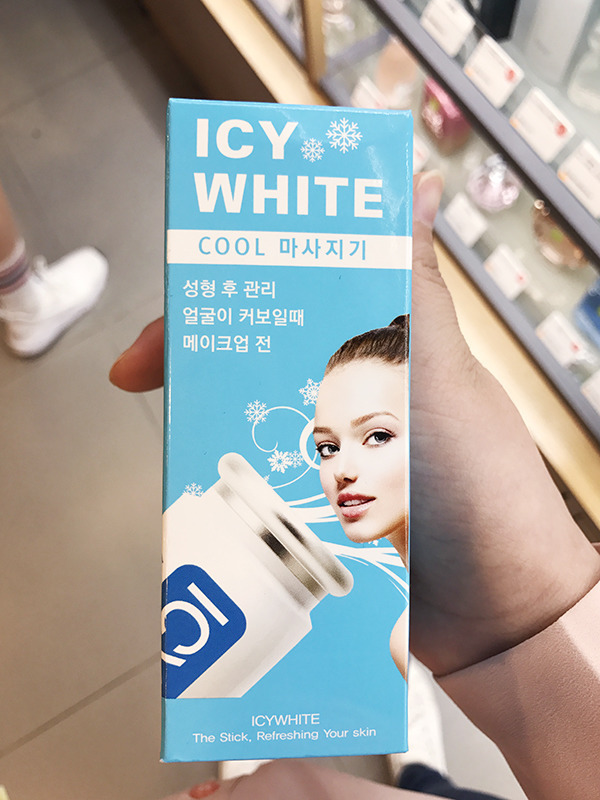 ICY
WHITE
COOL 마사지기
성형 후 관리
얼굴이 커보일때
메이크업 전
ICY
ICYWHITE
The Stick, Refreshing Your skin